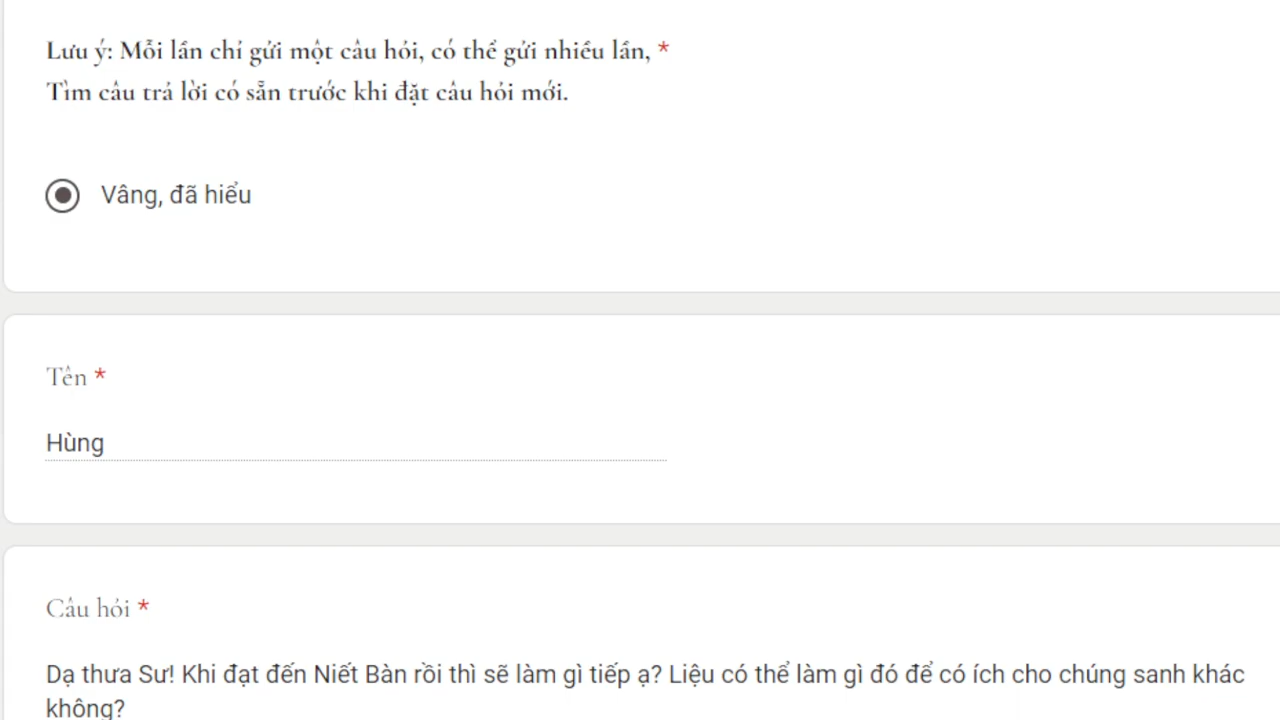 Lưu ý: Mỗi lần chỉ gửi một câu hỏi, có thể gửi nhiều lần, *
Tìm câu trả lời có sẵn trước khi đặt câu hỏi mới.
Vâng, đã hiểu
Tên *
Hùng
Câu hỏi *
Dạ thưa Sư! Khi đạt đến Niết Bàn rồi thì sẽ làm gì tiếp ạ? Liệu có thể làm gì đó để có ích cho chúng sanh khác
không?